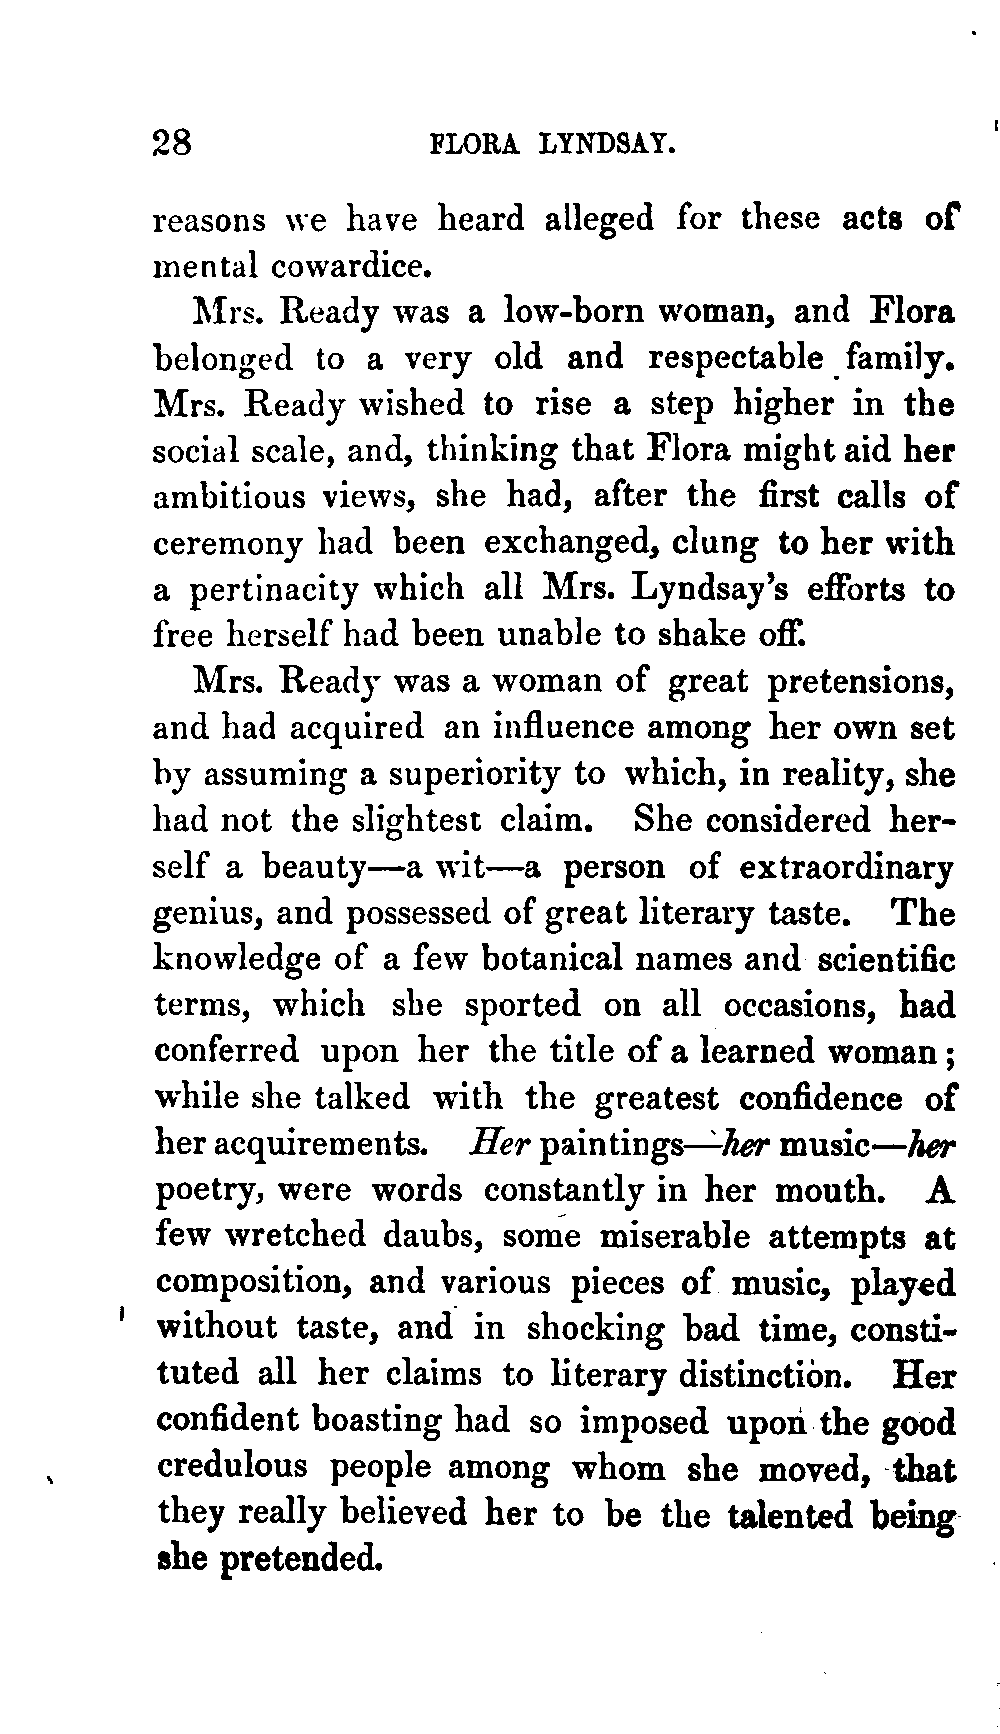 28 FLORA LYNDSAY.
reasons we have heard alleged for these acts of
mental cowardice.
Mrs. Ready was a low-born woman, and Flora
belonged to a very old and respectable family.
Mrs. Ready wished to rise a step higher in the
social scale, and, thinking that Flora might aid her
ambitious views, she had, after the first calls of
ceremony had been exchanged, clung to her with
a pertinacity which all Mrs. Lyndsay's efforts to
free herself had been unable to shake off.
Mrs. Ready was a woman of great pretensions,
and had acquired an influence among her own set
by assuming a superiority to which, in reality, she
had not the slightest claim. She considered her-
self a beauty—a wit—a person of extraordinary
genius, and possessed of great literary taste. The
knowledge of a few botanical names and scientific
terms, which she sported on all occasions, had
conferred upon her the title of a learned woman;
while she talked with the greatest confidence of
her acquirements. Her paintings—her music—her
poetry, were words constantly in her mouth. A
few wretched daubs, some miserable attempts at
composition, and various pieces of music, played
without taste, and in shocking bad time, consti-
tuted all her claims to literary distinction. Her
confident boasting had so imposed upon the good
credulous people among whom she moved, that
they really believed her to be the talented being
she pretended.